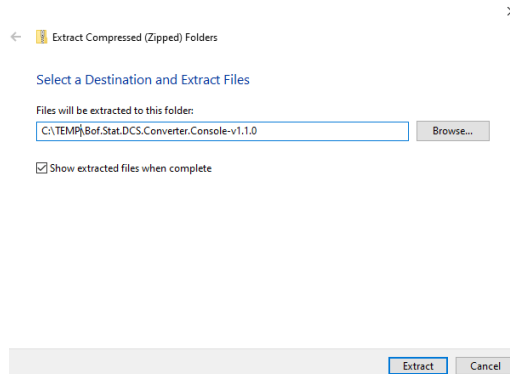 Extract Compressed (Zipped) Folders
Select a Destination and Extract Files
Files will be extracted to this folder:
C:\TEMP\Bof.Stat.DCS.Converter.Console-v1.1.0
Browse...
Show extracted files when complete
Extract
Cancel